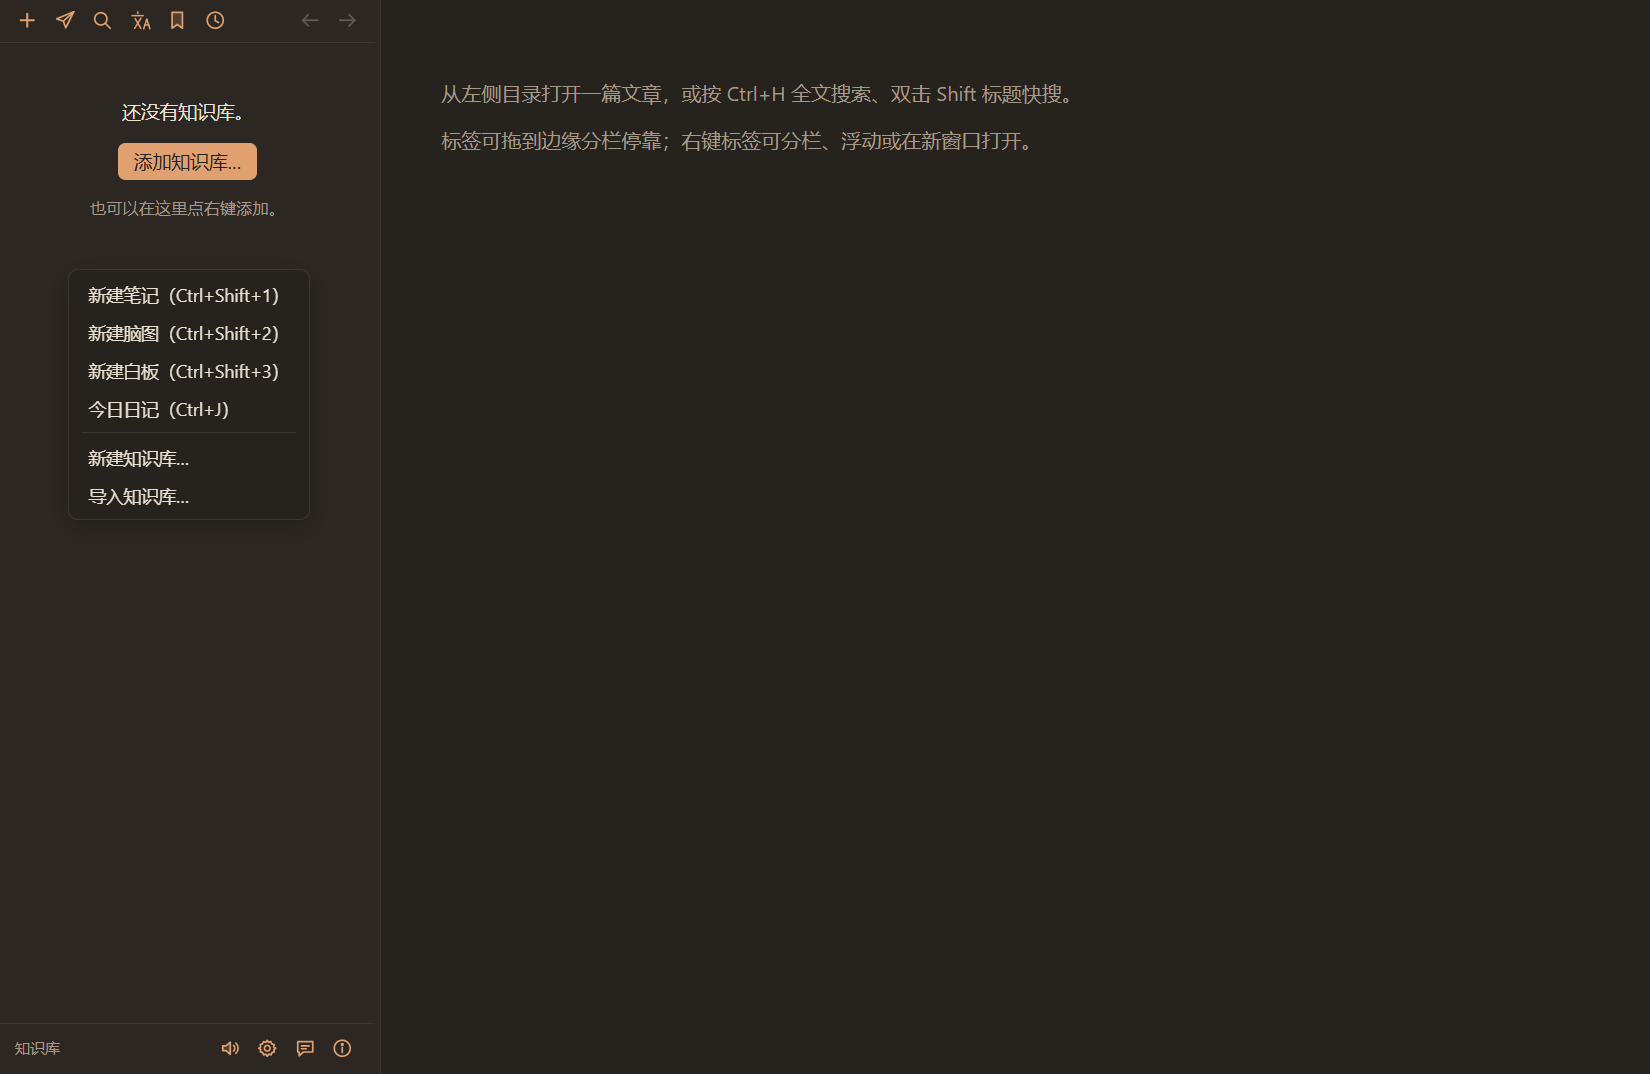 还没有知识库。
添加知识库...
也可以在这里点右键添加。
新建笔记（Ctrl+Shift+1）
新建脑图（Ctrl+Shift+2）
新建白板（Ctrl+Shift+3）
今日日记（Ctrl+J）
新建知识库...
导入知识库...
知识库
从左侧目录打开一篇文章，或按 Ctrl+H 全文搜索、双击 Shift 标题快搜。
标签可拖到边缘分栏停靠；右键标签可分栏、浮动或在新窗口打开。